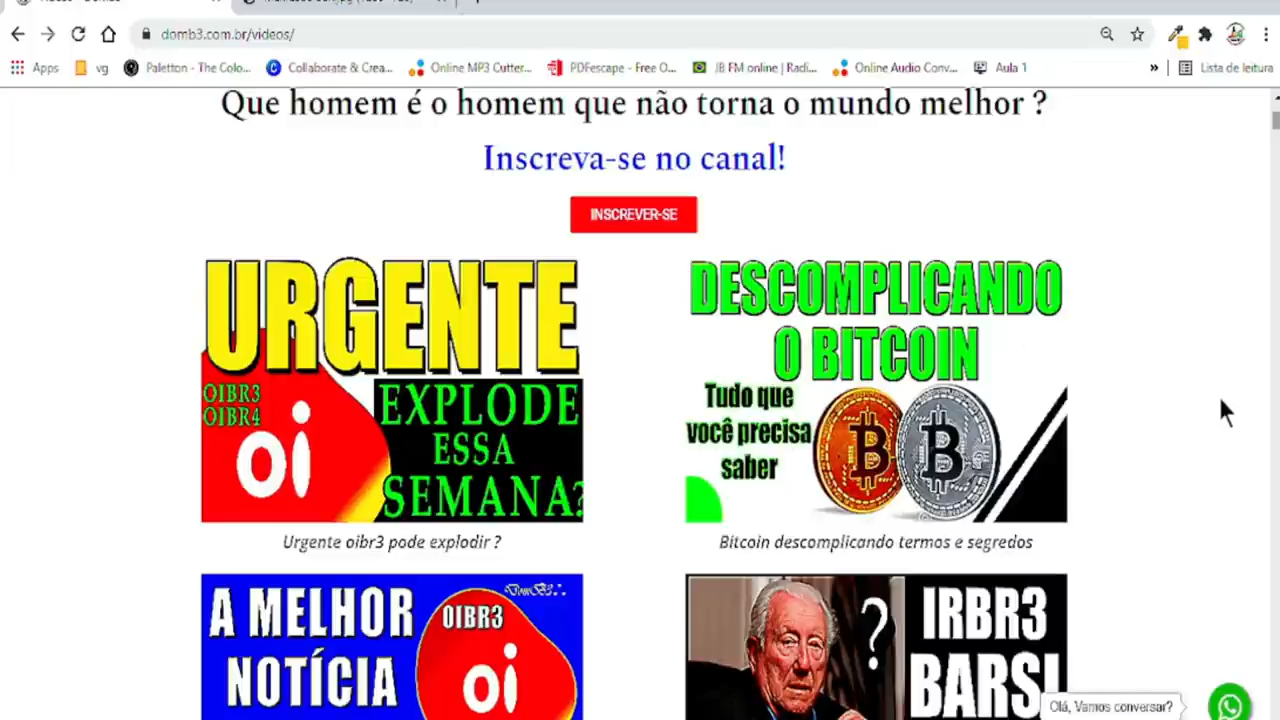 domb3.com.br/videos/
Apps
vg
Paletton - The Colo...
Collaborate & Crea...
Online MP3 Cutter...
PDFescape - Free O...
JB FM online | Radi...
Online Audio Conv...
Aula 1
»
Lista de leitura
Que homem é o homem que não torna o mundo melhor ?
Inscreva-se no canal!
INSCREVER-SE
URGENTE
OIBR3
OIBR4
oi
EXPLODE
ESSA
SEMANA?
Urgente oibr3 pode explodir ?
DESCOMPLICANDO
O BITCOIN
Tudo que
você precisa
saber
Bitcoin descomplicando termos e segredos
A MELHOR
NOTÍCIA
DomB3
OIBR3
oi
?
IRBR3
BARSI
Olá, Vamos conversar?